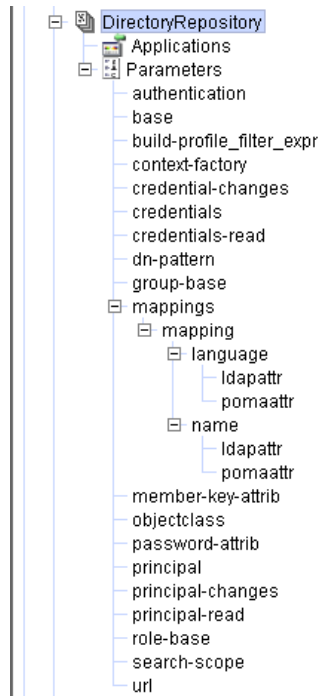 DirectoryRepository
Applications
Parameters
authentication
base
build-profile_filter_expr
context-factory
credential-changes
credentials
credentials-read
dn-pattern
group-base
mappings
mapping
language
ldapattr
pomaattr
name
ldapattr
pomaattr
member-key-attrib
objectclass
password-attrib
principal
principal-changes
principal-read
role-base
search-scope
url